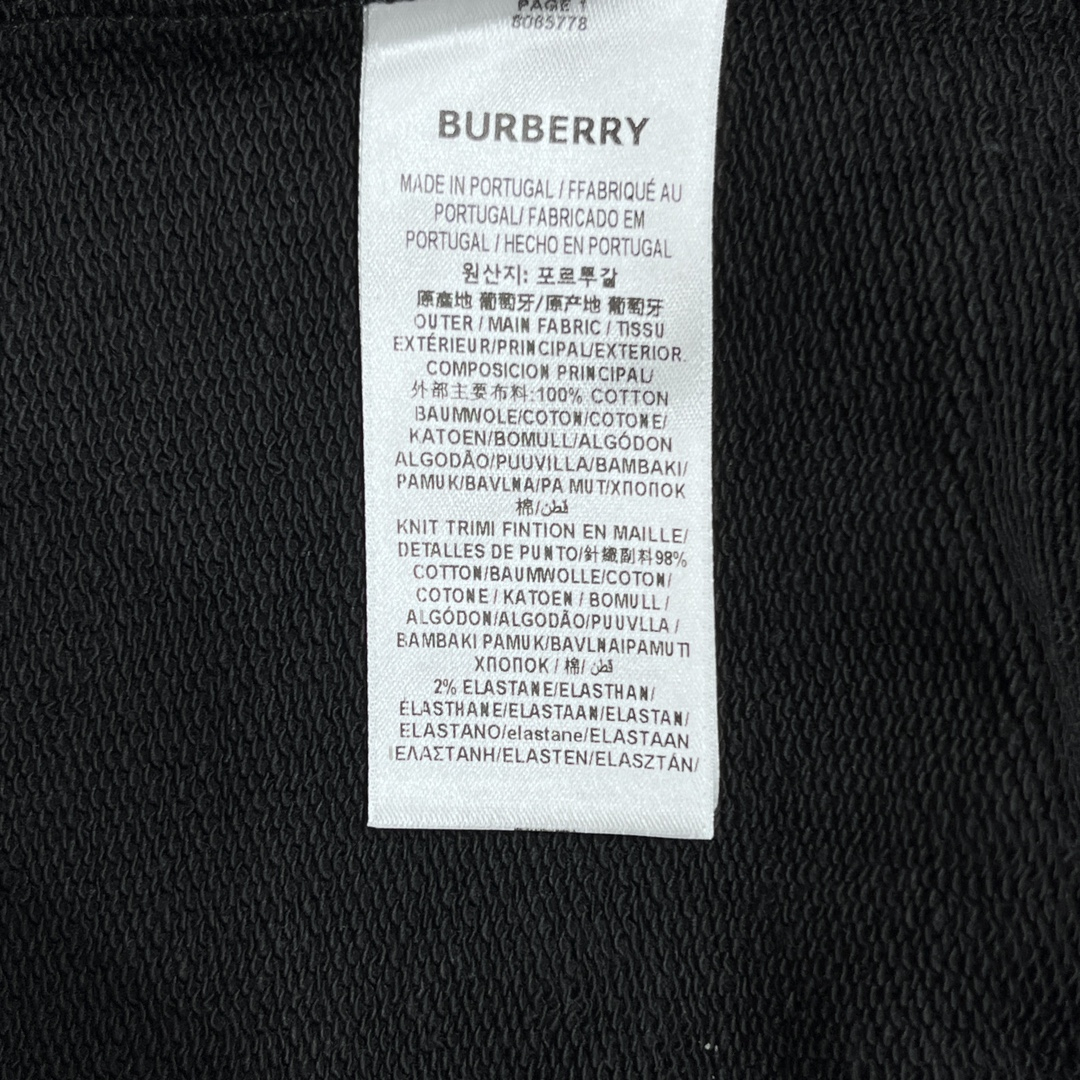 PAGE 1
8065778
BURBERRY
MADE IN PORTUGAL / FFABRIQUÉ AU
PORTUGAL/ FABRICADO EM
PORTUGAL / HECHO EN PORTUGAL
원산지: 포르투갈
原產地 葡萄牙/原产地 葡萄牙
OUTER / MAIN FABRIC / TISSU
EXTÉRIEUR/PRINCIPAL/EXTERIOR.
COMPOSICION PRINCIPAL/
外部主要布料:100% COTTON
BAUMWOLE/COTON/COTONE/
KATOEN/BOMULL/ALGÓDON
ALGODÃO/PUUVILLA/BAMBAKI/
PAMUK/BAVLNA/PA MUT/ХПОПОК
棉/قطن
KNIT TRIMI FINTION EN MAILLE/
DETALLES DE PUNTO/針織副料98%
COTTON/BAUMWOLLE/COTON/
COTONE / KATOEN / BOMULL /
ALGÓDON/ALGODÃO/PUUVLLA /
BAMBAKI PAMUK/BAVLNAIPAMUTI
ХПОПОК / 棉/ قطن
2% ELASTANE/ELASTHAN/
ÉLASTHANE/ELASTAAN/ELASTAN/
ELASTANO/elastane/ELASTAAN
IΕΛΑΣΤΑΝΗ/ELASTEN/ELASZTÁN/